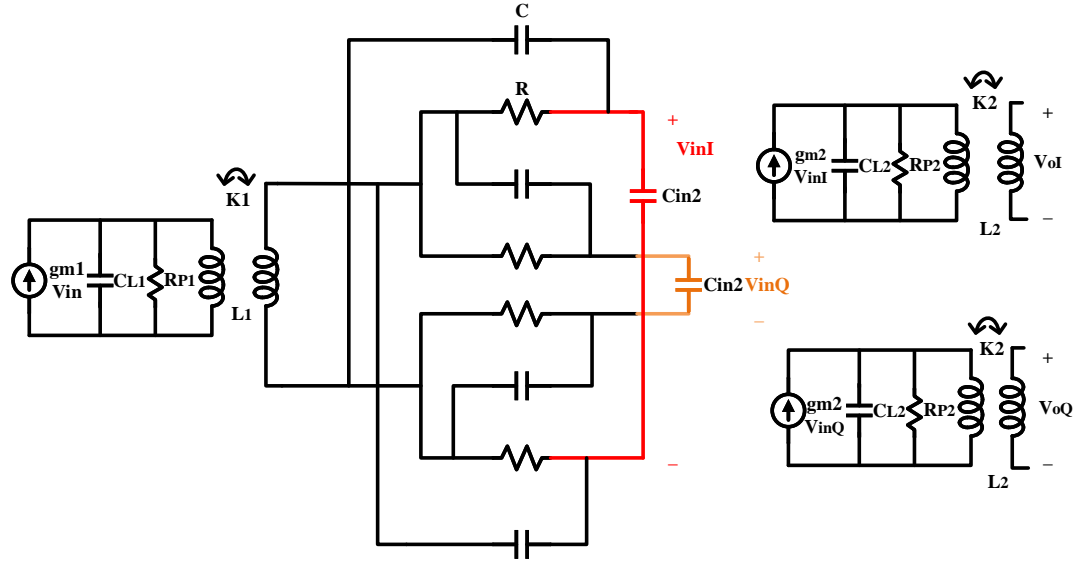 C
R
+
VinI
Cin2
K1
gm1
Vin
CL1
RP1
L1
+
Cin2
VinQ
−
−
K2
gm2
VinI
CL2
RP2
+
VoI
−
L2
K2
gm2
VinQ
CL2
RP2
+
VoQ
−
L2